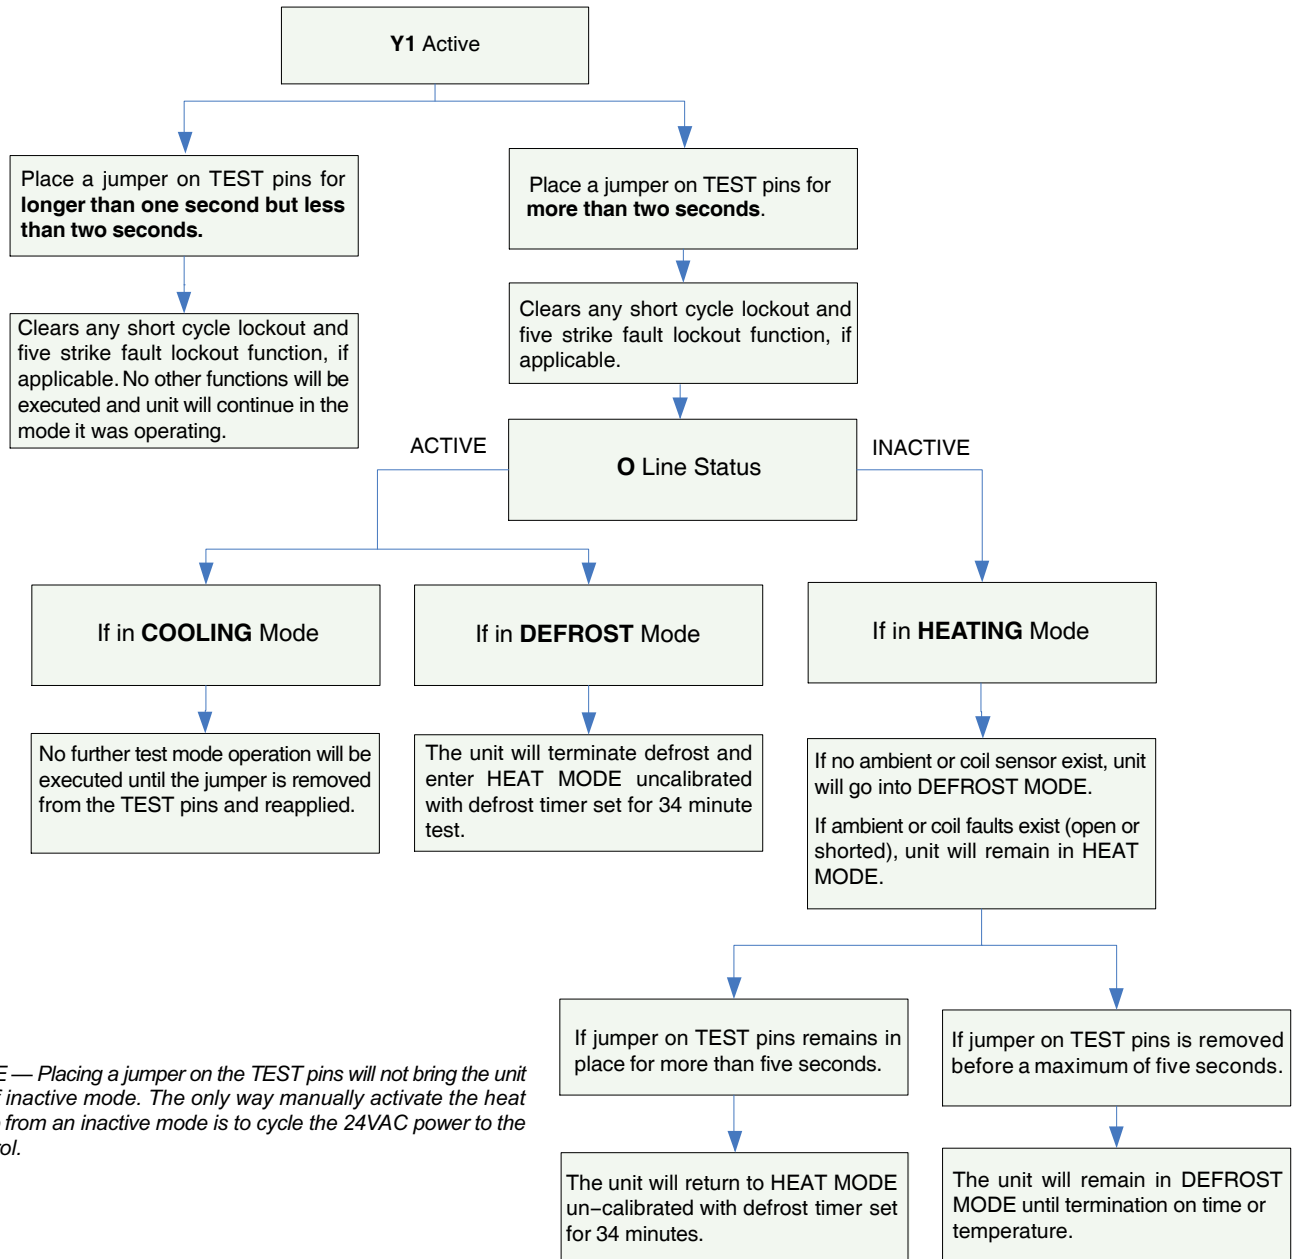 Y1 Active
Place a jumper on TEST pins for
longer than one second but less
than two seconds.
Place a jumper on TEST pins for
more than two seconds.
Clears any short cycle lockout and
five strike fault lockout function, if
applicable. No other functions will be
executed and unit will continue in the
mode it was operating.
Clears any short cycle lockout and
five strike fault lockout function, if
applicable.
ACTIVE
O Line Status
INACTIVE
If in COOLING Mode
If in DEFROST Mode
If in HEATING Mode
No further test mode operation will be
executed until the jumper is removed
from the TEST pins and reapplied.
The unit will terminate defrost and
enter HEAT MODE uncalibrated
with defrost timer set for 34 minute
test.
If no ambient or coil sensor exist, unit
will go into DEFROST MODE.
If ambient or coil faults exist (open or
shorted), unit will remain in HEAT
MODE.
If jumper on TEST pins remains in
place for more than five seconds.
If jumper on TEST pins is removed
before a maximum of five seconds.
E — Placing a jumper on the TEST pins will not bring the unit
inactive mode. The only way manually activate the heat
from an inactive mode is to cycle the 24VAC power to the
rol.
The unit will return to HEAT MODE
un–calibrated with defrost timer set
for 34 minutes.
The unit will remain in DEFROST
MODE until termination on time or
temperature.